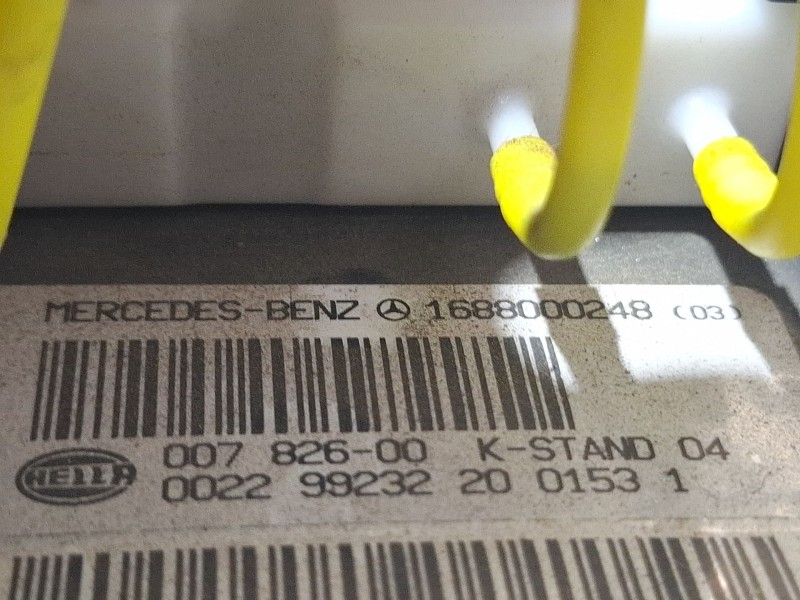 MERCEDES-BENZ 1688000248 (03)
007 826-00 K-STAND 04
HELLA
0022 99232 20 0153 1